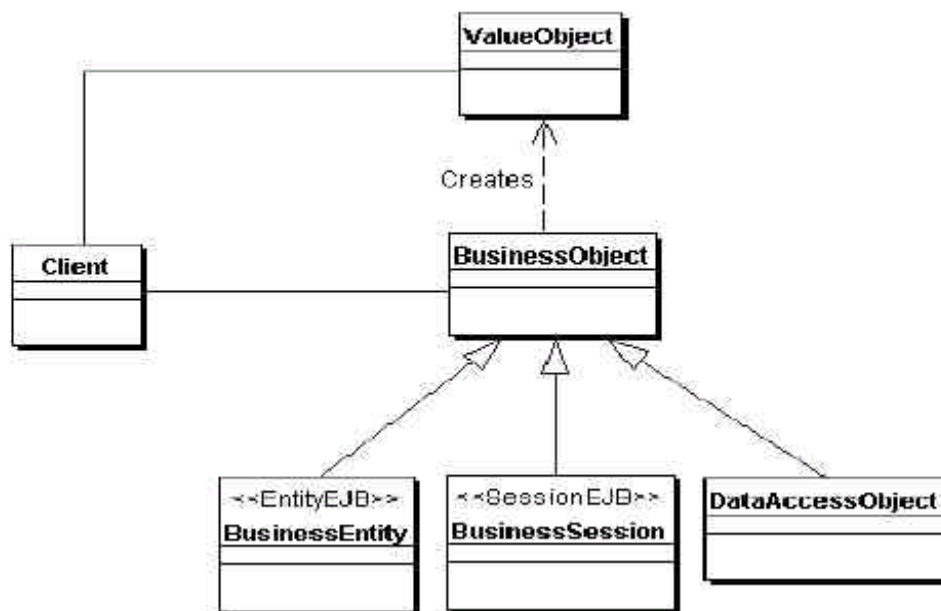 ValueObject
Creates
Client
BusinessObject
<<EntityEJB>>
BusinessEntity
<<SessionEJB>>
BusinessSession
DataAccessObject